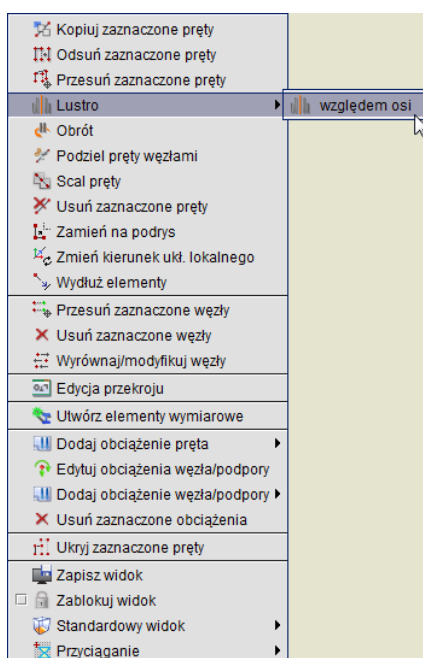 Kopiuj zaznaczone pręty
Odsuń zaznaczone pręty
Przesuń zaznaczone pręty
Lustro
względem osi
Obrót
Podziel pręty węzłami
Scal pręty
Usuń zaznaczone pręty
Zamień na podrys
Zmień kierunek ukł. lokalnego
Wydłuż elementy
Przesuń zaznaczone węzły
Usuń zaznaczone węzły
Wyrównaj/modyfikuj węzły
Edycja przekroju
Utwórz elementy wymiarowe
Dodaj obciążenie pręta
Edytuj obciążenia węzła/podpory
Dodaj obciążenie węzła/podpory
Usuń zaznaczone obciążenia
Ukryj zaznaczone pręty
Zapisz widok
Zablokuj widok
Standardowy widok
Przyciąganie